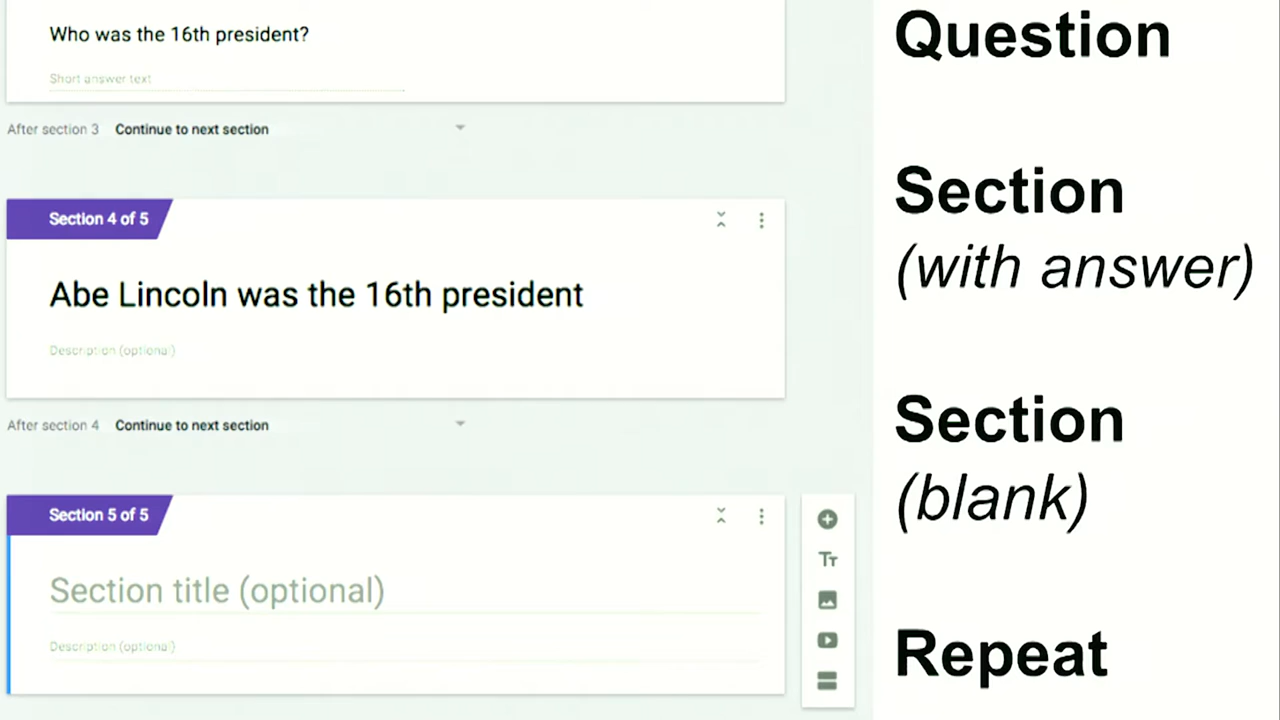 Who was the 16th president?
Short answer text
After section 3 Continue to next section
Section 4 of 5
Abe Lincoln was the 16th president
Description (optional)
After section 4 Continue to next section
Section 5 of 5
Section title (optional)
Description (optional)
Tт
Question
Section
(with answer)
Section
(blank)
Repeat